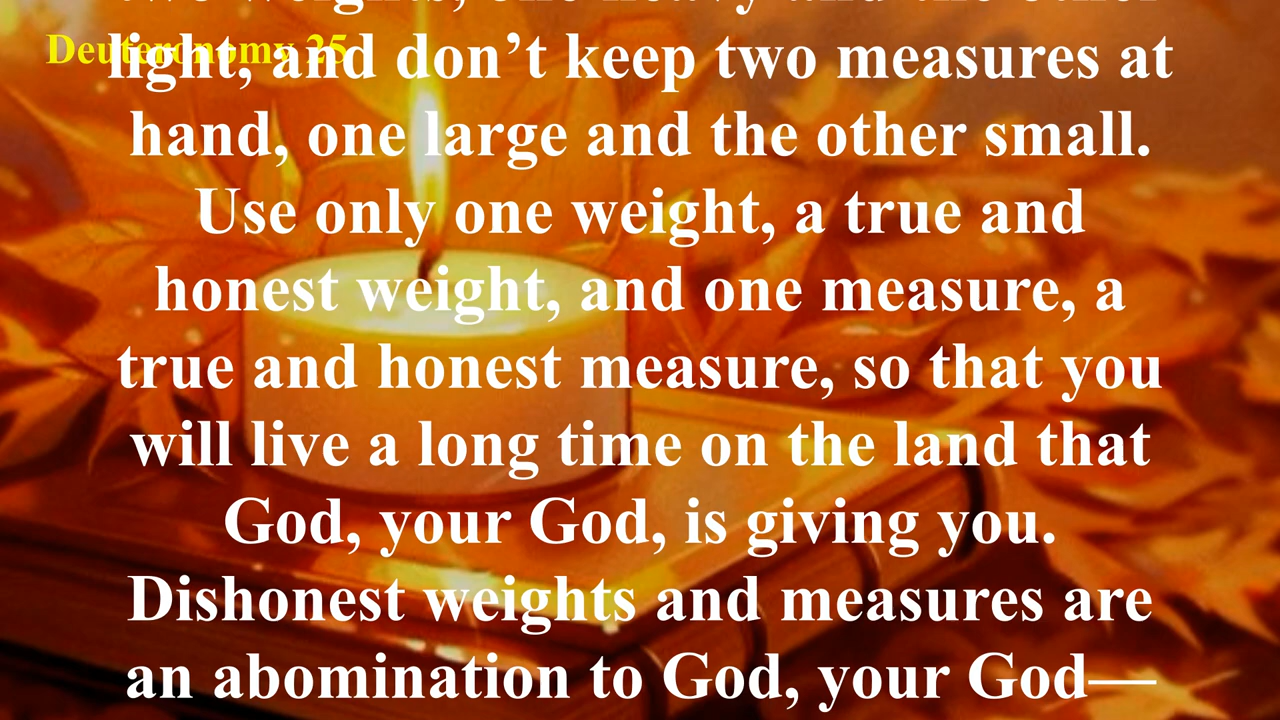 two weights, one heavy and the other
Deuteronomy 25
light, and don’t keep two measures at
hand, one large and the other small.
Use only one weight, a true and
honest weight, and one measure, a
true and honest measure, so that you
will live a long time on the land that
God, your God, is giving you.
Dishonest weights and measures are
an abomination to God, your God—